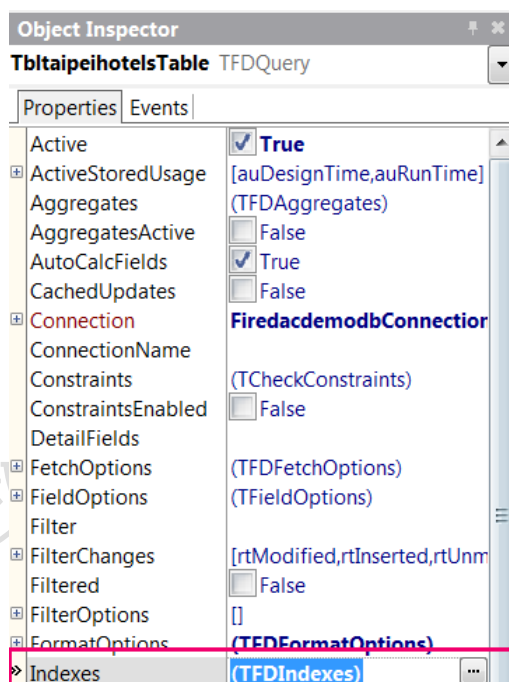 Object Inspector
TbltaipeihotelsTable TFDQuery
Properties Events
Active True
ActiveStoredUsage [auDesignTime,auRunTime]
Aggregates (TFDAggregates)
AggregatesActive False
AutoCalcFields True
CachedUpdates False
Connection FiredacdemodbConnection
ConnectionName
Constraints (TCheckConstraints)
ConstraintsEnabled False
DetailFields
FetchOptions (TFDFetchOptions)
FieldOptions (TFieldOptions)
Filter
FilterChanges [rtModified,rtInserted,rtUnm
Filtered False
FilterOptions []
FormatOptions (TFDFormatOptions)
Indexes (TFDIndexes) ...